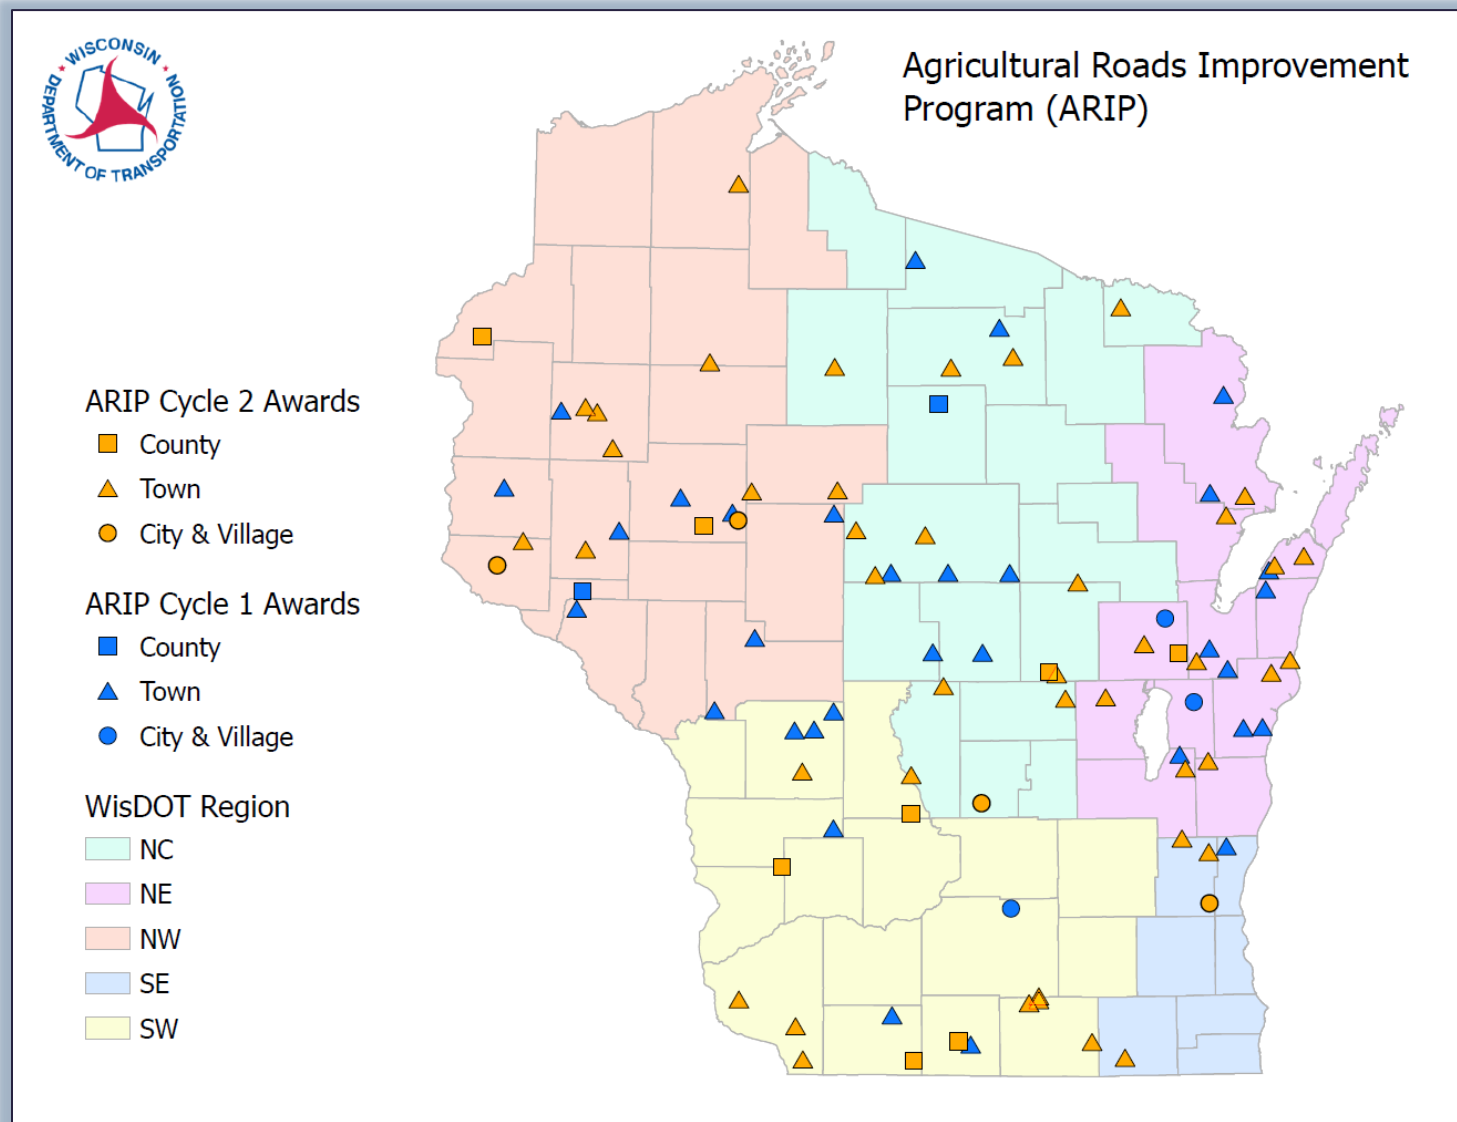 WISCONSIN
DEPARTMENT OF TRANSPORTATION
Agricultural Roads Improvement
Program (ARIP)
ARIP Cycle 2 Awards
County
Town
City & Village
ARIP Cycle 1 Awards
County
Town
City & Village
WisDOT Region
NC
NE
NW
SE
SW